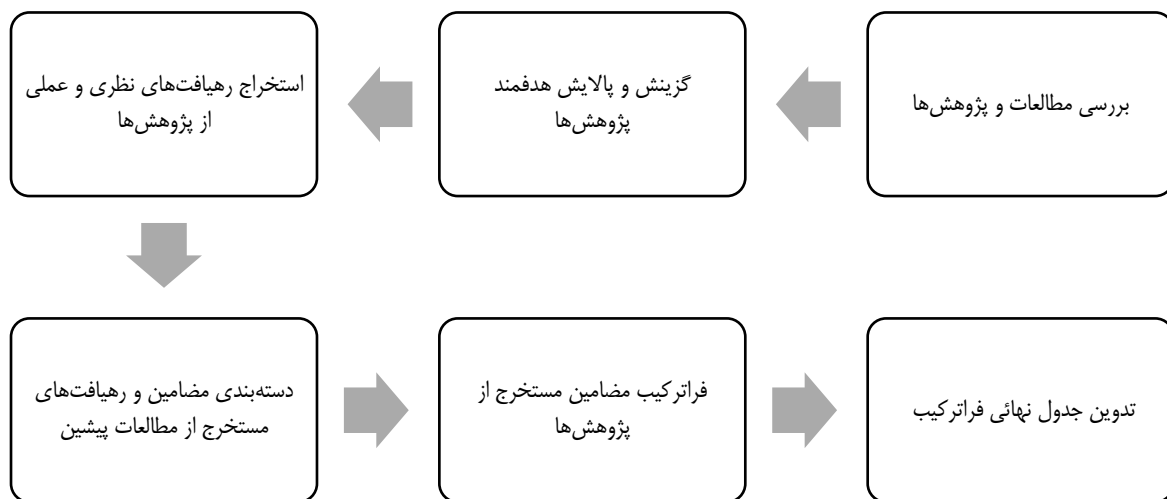 بررسی مطالعات و پژوهش‌ها
گزینش و پالایش هدفمند
پژوهش‌ها
استخراج رهیافت‌های نظری و عملی
از پژوهش‌ها
دسته‌بندی مضامین و رهیافت‌های
مستخرج از مطالعات پیشین
فراترکیب مضامین مستخرج از
پژوهش‌ها
تدوین جدول نهائی فراترکیب